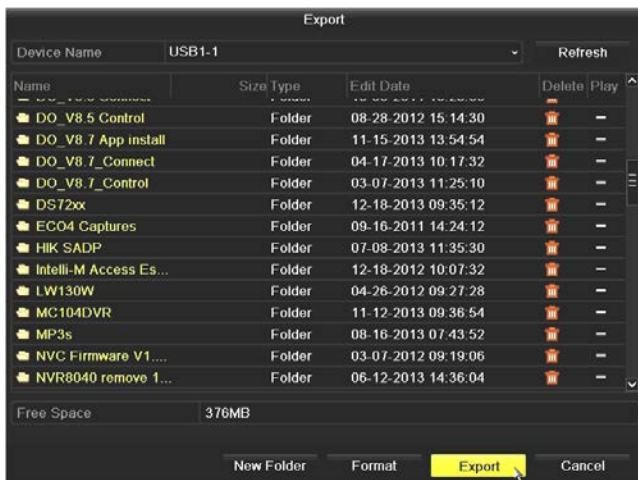 Export
Device Name USB1-1 Refresh
Name Size Type Edit Date Delete Play
DO_V8.5 Control Folder 08-28-2012 15:14:30
DO_V8.7 App install Folder 11-15-2013 13:54:54
DO_V8.7_Connect Folder 04-17-2013 10:17:32
DO_V8.7_Control Folder 03-07-2013 11:25:10
DS72xx Folder 12-18-2013 09:35:12
ECO4 Captures Folder 09-16-2011 14:24:12
HIK SADP Folder 07-08-2013 11:35:30
Intelli-M Access Es... Folder 12-18-2012 10:07:32
LW130W Folder 04-26-2012 09:27:28
MC104DVR Folder 11-12-2013 09:36:54
MP3s Folder 08-16-2013 07:43:52
NVC Firmware V1.... Folder 03-07-2012 09:19:06
NVR8040 remove 1... Folder 06-12-2013 14:36:04
Free Space 376MB
New Folder Format Export Cancel